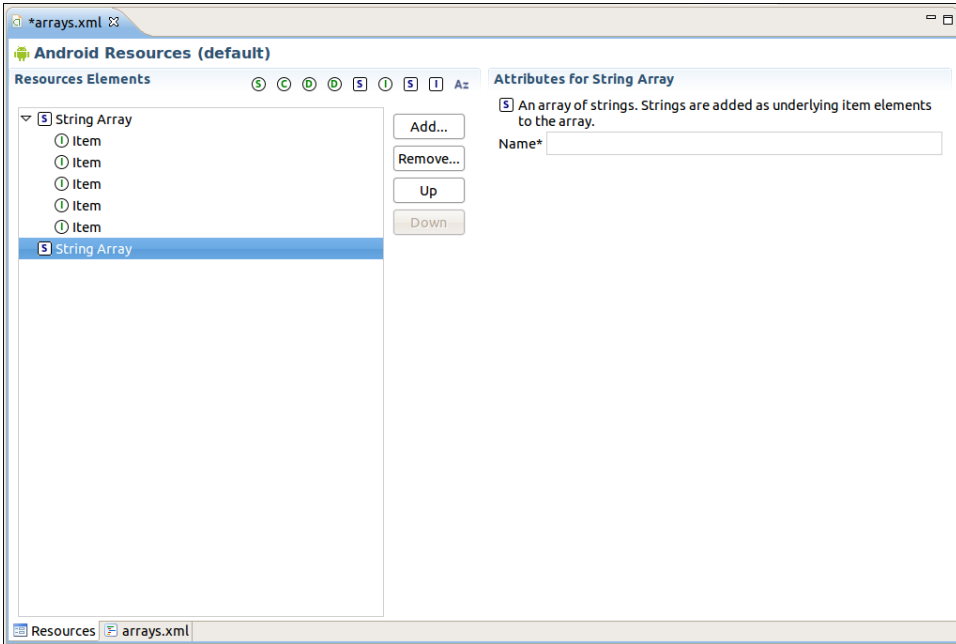 *arrays.xml
Android Resources (default)
Resources Elements
S C D D S I S I Az
String Array
Item
Item
Item
Item
Item
String Array
Add...
Remove...
Up
Down
Attributes for String Array
S An array of strings. Strings are added as underlying item elements
to the array.
Name*
Resources arrays.xml